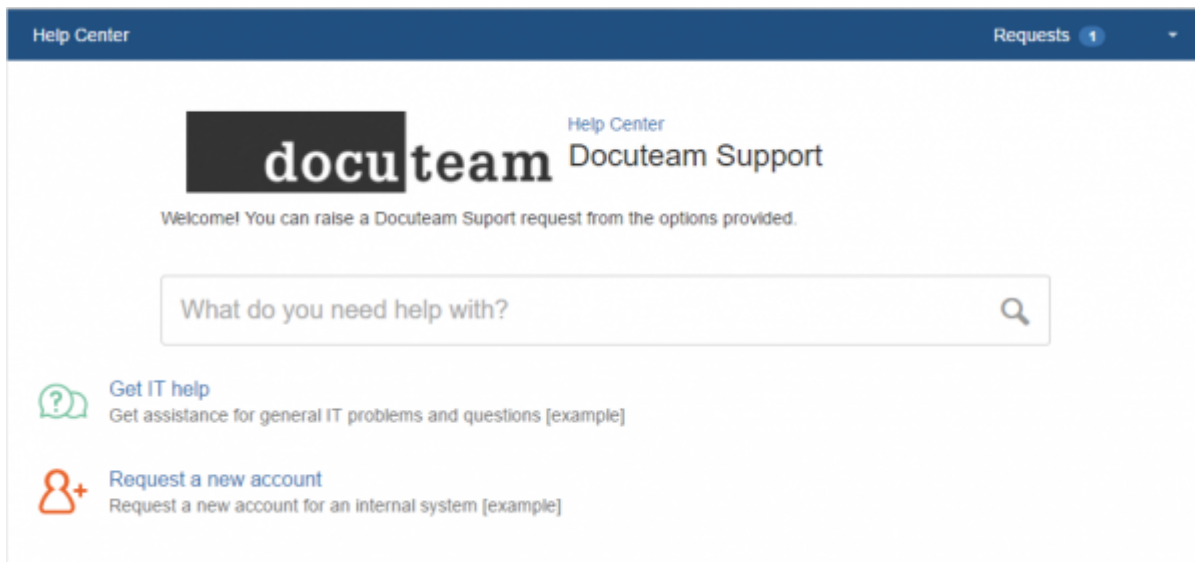 Help Center
Requests 1
docuteam
Help Center
Docuteam Support
Welcome! You can raise a Docuteam Suport request from the options provided.
What do you need help with?
Get IT help
Get assistance for general IT problems and questions [example]
Request a new account
Request a new account for an internal system [example]